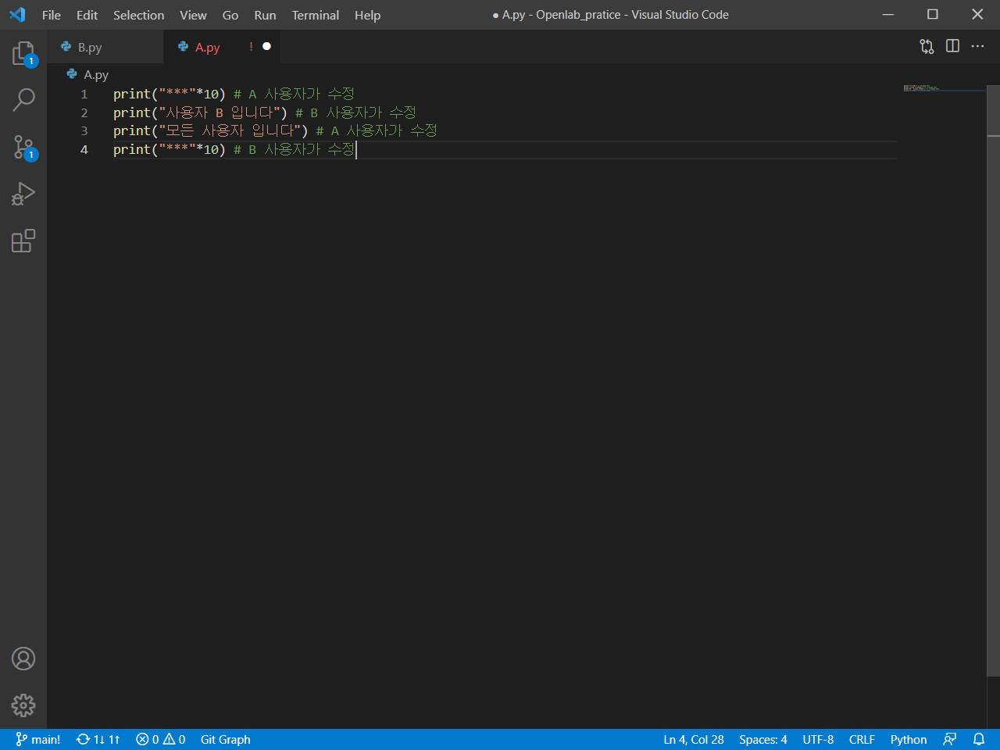 File Edit Selection View Go Run Terminal Help
● A.py - Openlab_pratice - Visual Studio Code
B.py
A.py !
A.py
1
1
1 print("***"*10) # A 사용자가 수정
2 print("사용자 B 입니다") # B 사용자가 수정
3 print("모든 사용자 입니다") # A 사용자가 수정
4 print("***"*10) # B 사용자가 수정
main! 1↓ 1↑ 0 0 Git Graph
Ln 4, Col 28 Spaces: 4 UTF-8 CRLF Python